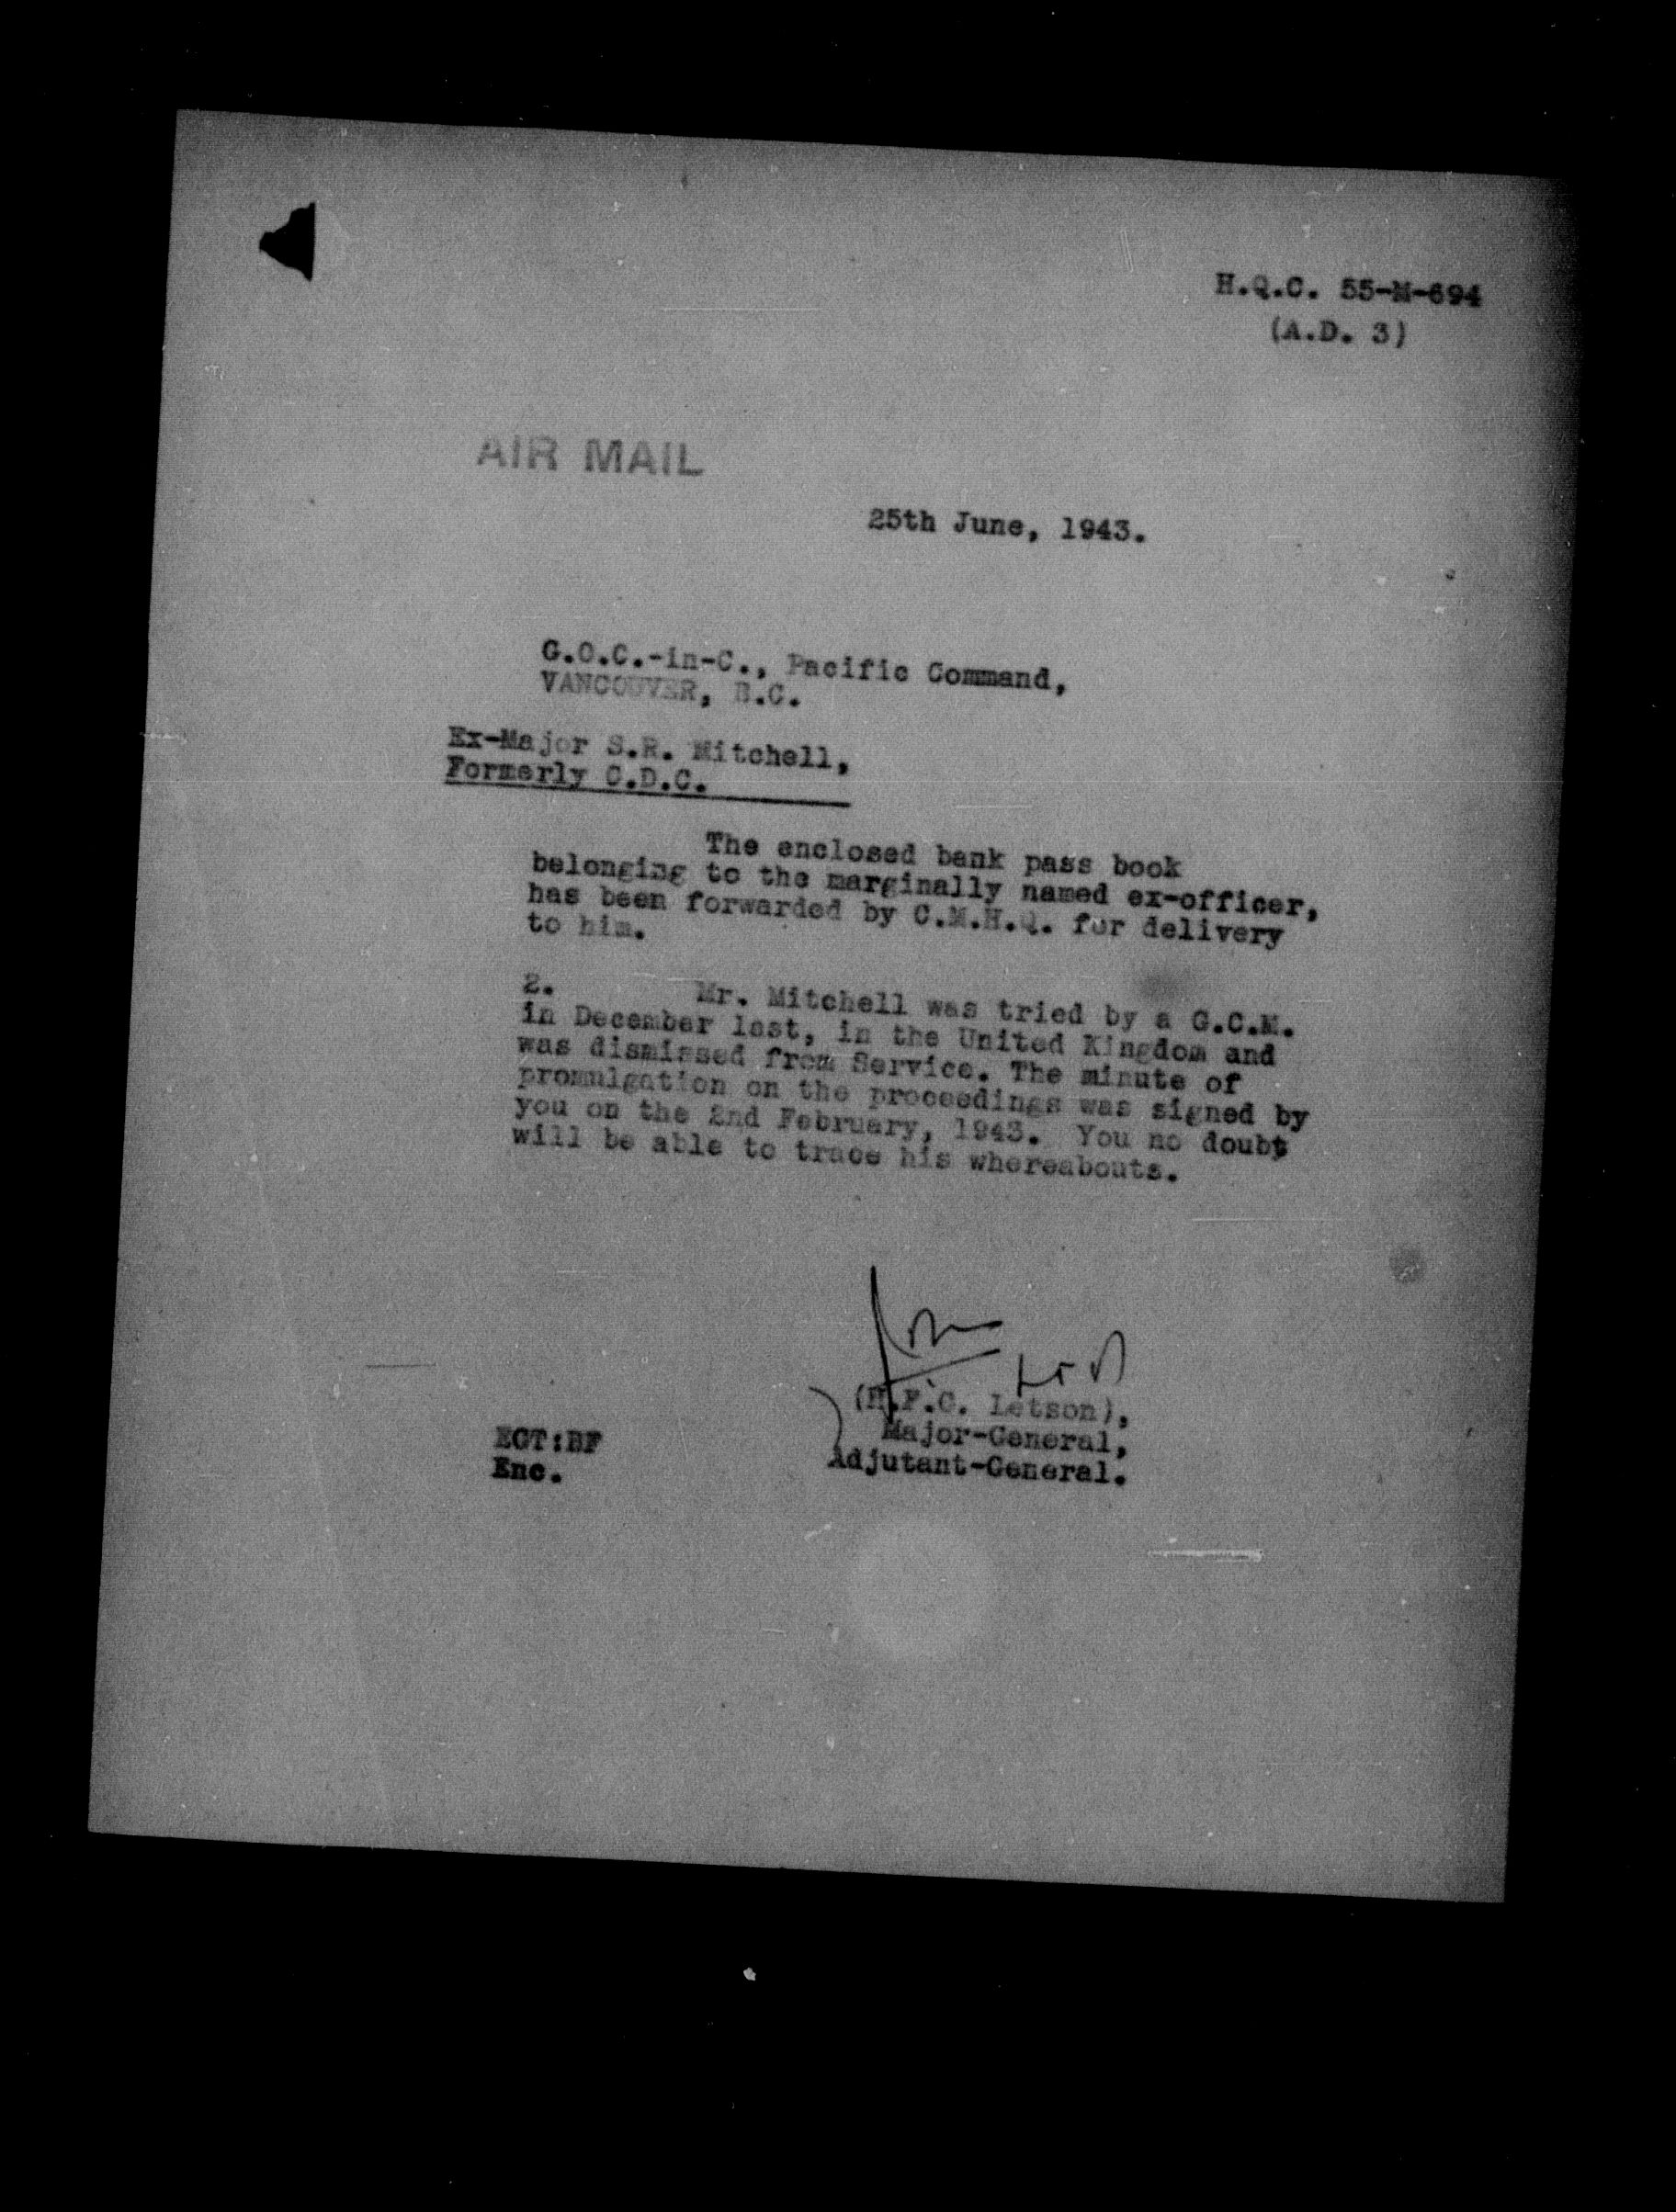 H.Q.C. 55-M-694
(A.D. 3)
AIR MAIL
25th June, 1943.
G.O.C.-in-C., Pacific Command,
VANCOUVER, B.C.
Ex-Major S.R. Mitchell,
Formerly C.D.C.
The enclosed bank pass book
belonging to the marginally named ex-officer,
has been forwarded by C.M.H.Q. for delivery
to him.
2. Mr. Mitchell was tried by a G.C.M.
in December last, in the United Kingdom and
was dismissed from Service. The minute of
promulgation on the proceedings was signed by
you on the 2nd February, 1943. You no doubt
will be able to trace his whereabouts.
(H.F.G. Letson),
Major-General,
Adjutant-General.
EGT:BF
Enc.